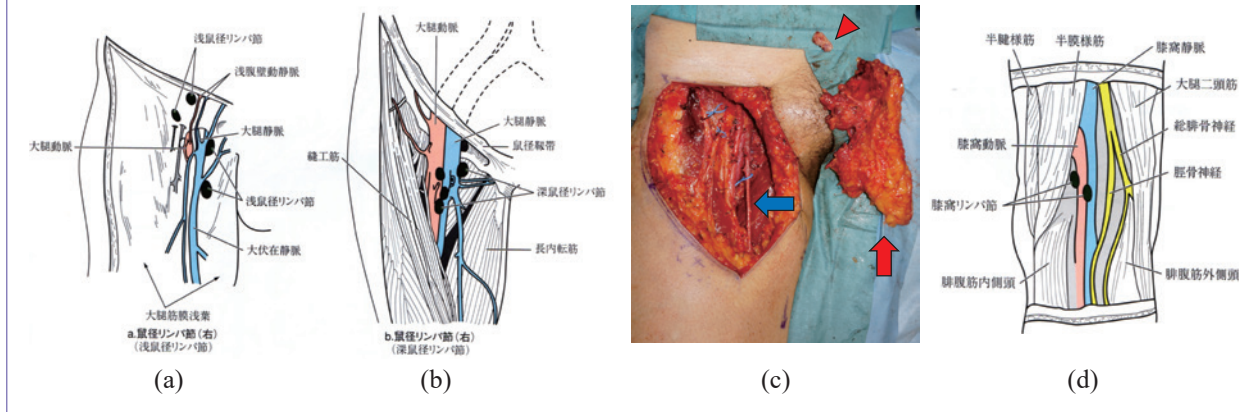 浅鼠径リンパ節
浅腹壁動静脈
大腿静脈
大腿動脈
浅鼠径リンパ節
大伏在静脈
大腿筋膜浅葉
a.鼠径リンパ節(右)
(浅鼠径リンパ節)
(a)
大腿動脈
大腿静脈
鼠径靱帯
縫工筋
深鼠径リンパ節
長内転筋
b.鼠径リンパ節(右)
(深鼠径リンパ節)
(b)
(c)
半腱様筋
半膜様筋
膝窩静脈
大腿二頭筋
総腓骨神経
膝窩動脈
脛骨神経
膝窩リンパ節
腓腹筋内側頭
腓腹筋外側頭
(d)